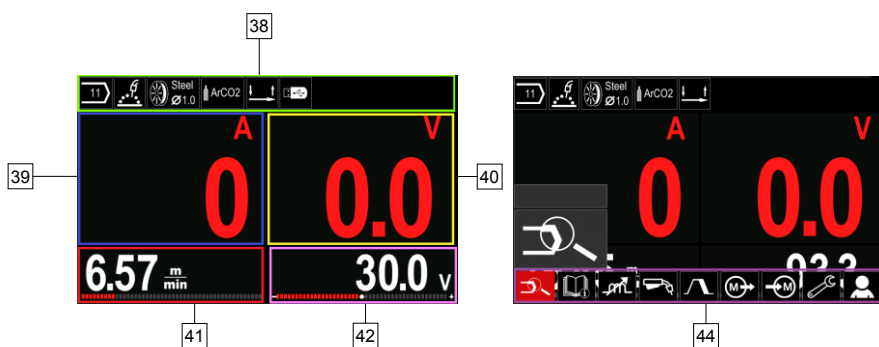 38
11 Steel Ø1.0 ArCO2
A
0
V
0.0
39
40
6.57 m/min
- 30.0 V +
41
42
11 Steel Ø1.0 ArCO2
A
0
V
0.0
M M
44